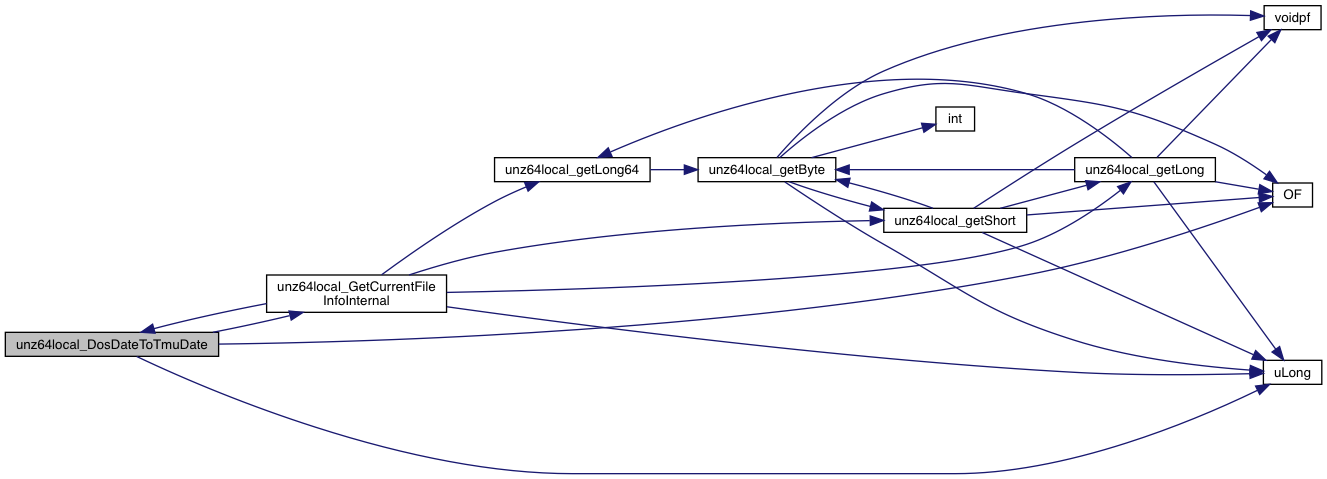 voidpf
int
unz64local_getLong64
unz64local_getByte
unz64local_getLong
OF
unz64local_getShort
unz64local_GetCurrentFile
InfoInternal
unz64local_DosDateToTmuDate
uLong